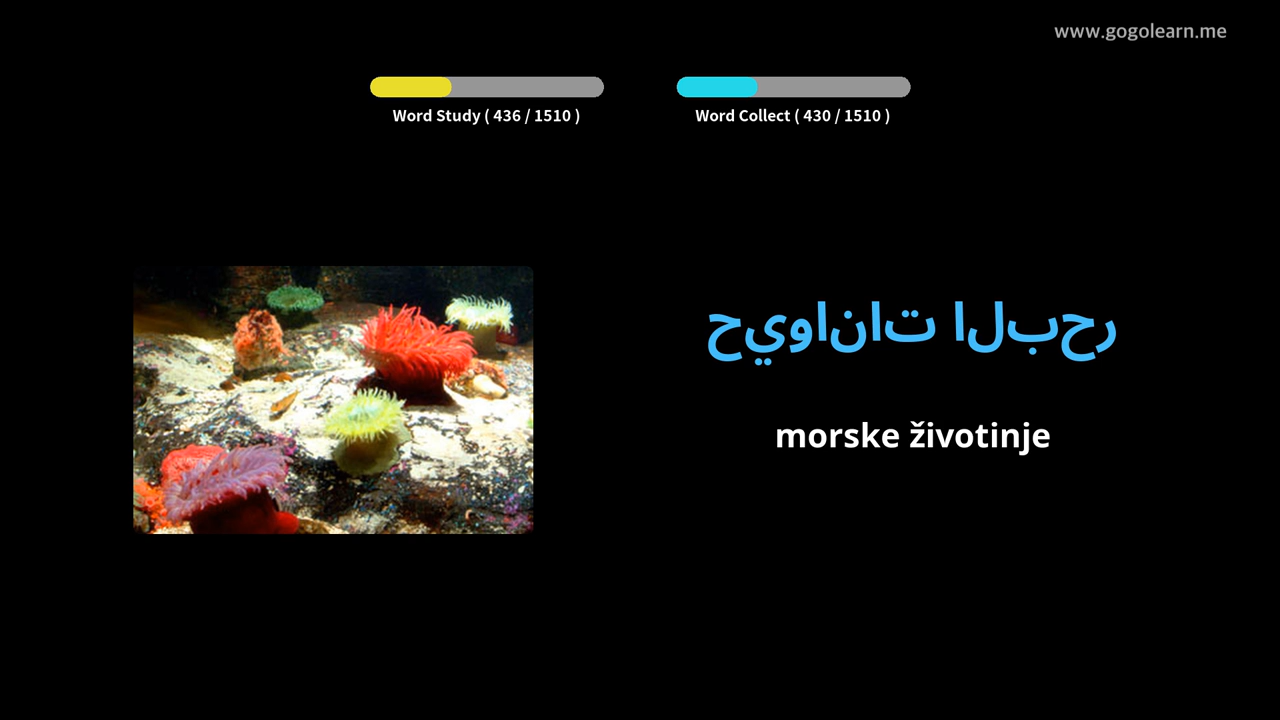 www.gogolearn.me
Word Study ( 436 / 1510 )
Word Collect ( 430 / 1510 )
حيوانات البحر
morske životinje